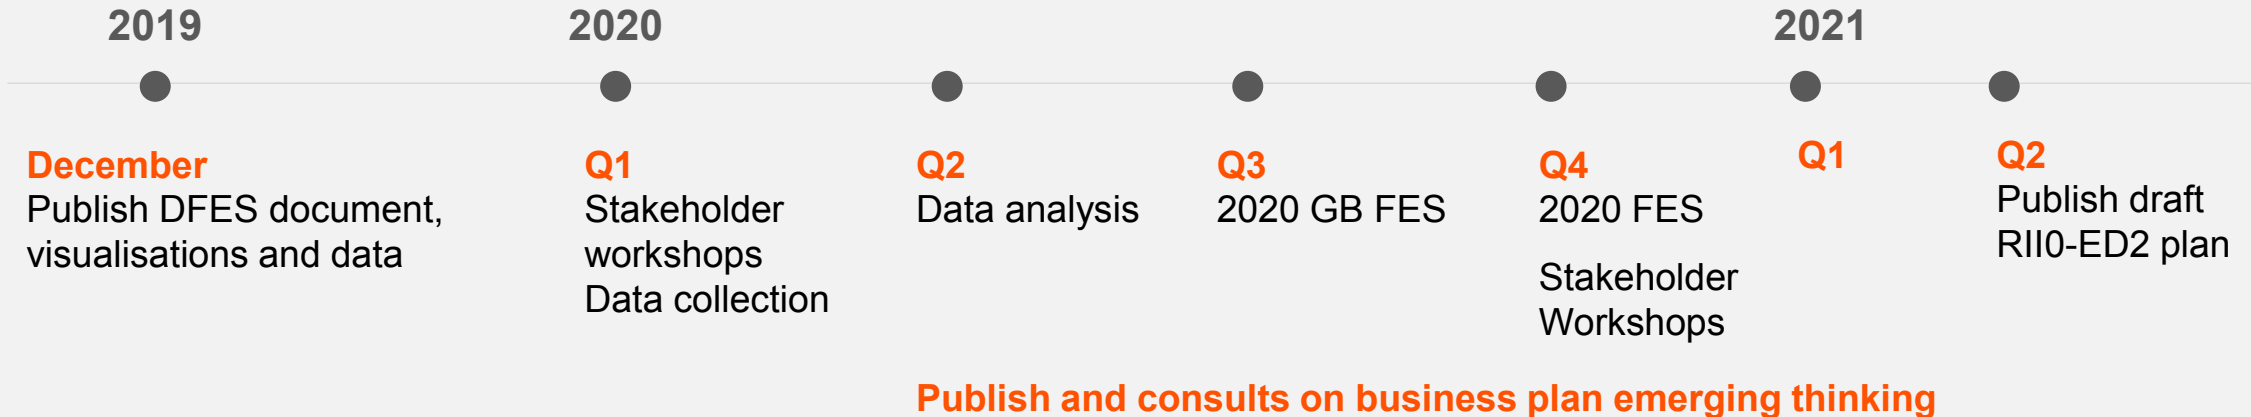 2019
2020
2021
December
Publish DFES document,
visualisations and data
Q1
Stakeholder
workshops
Data collection
Q2
Data analysis
Q3
2020 GB FES
Q4
2020 FES
Stakeholder
Workshops
Q1
Q2
Publish draft
RII0-ED2 plan
Publish and consults on business plan emerging thinking